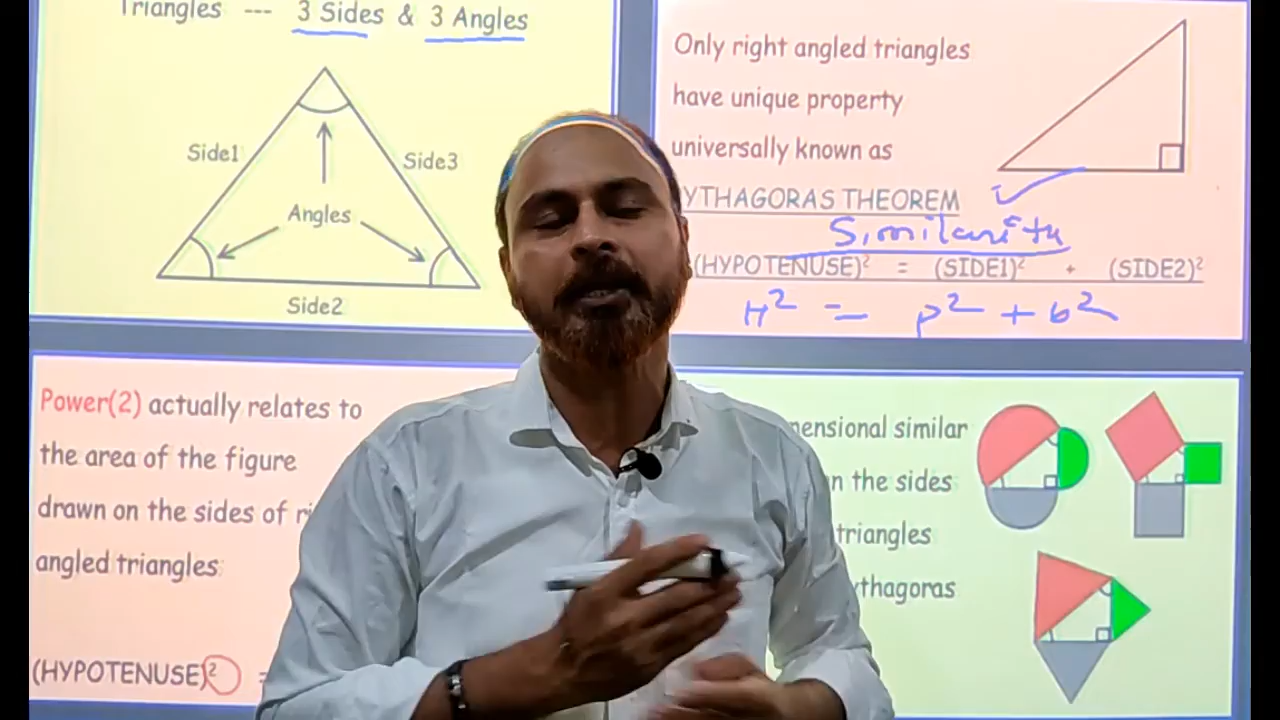 Triangles --- 3 Sides & 3 Angles
Side1
Side3
Angles
Side2
Only right angled triangles
have unique property
universally known as
YTHAGORAS THEOREM
Similarity
(HYPOTENUSE)² = (SIDE1)² + (SIDE2)²
H² = p² + b²
Power(2) actually relates to
the area of the figure
drawn on the sides of ri
angled triangles
(HYPOTENUSE)² =
mensional similar
n the sides
triangles
ythagoras